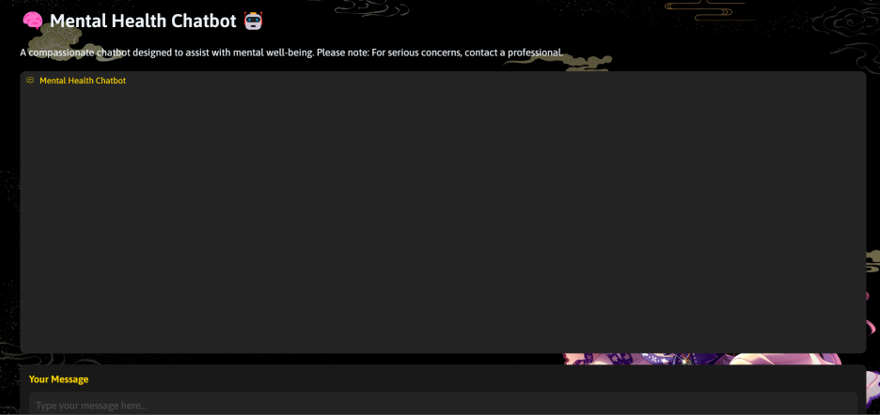 🧠 Mental Health Chatbot 🤖
A compassionate chatbot designed to assist with mental well-being. Please note: For serious concerns, contact a professional.
Mental Health Chatbot
Your Message
Type your message here...